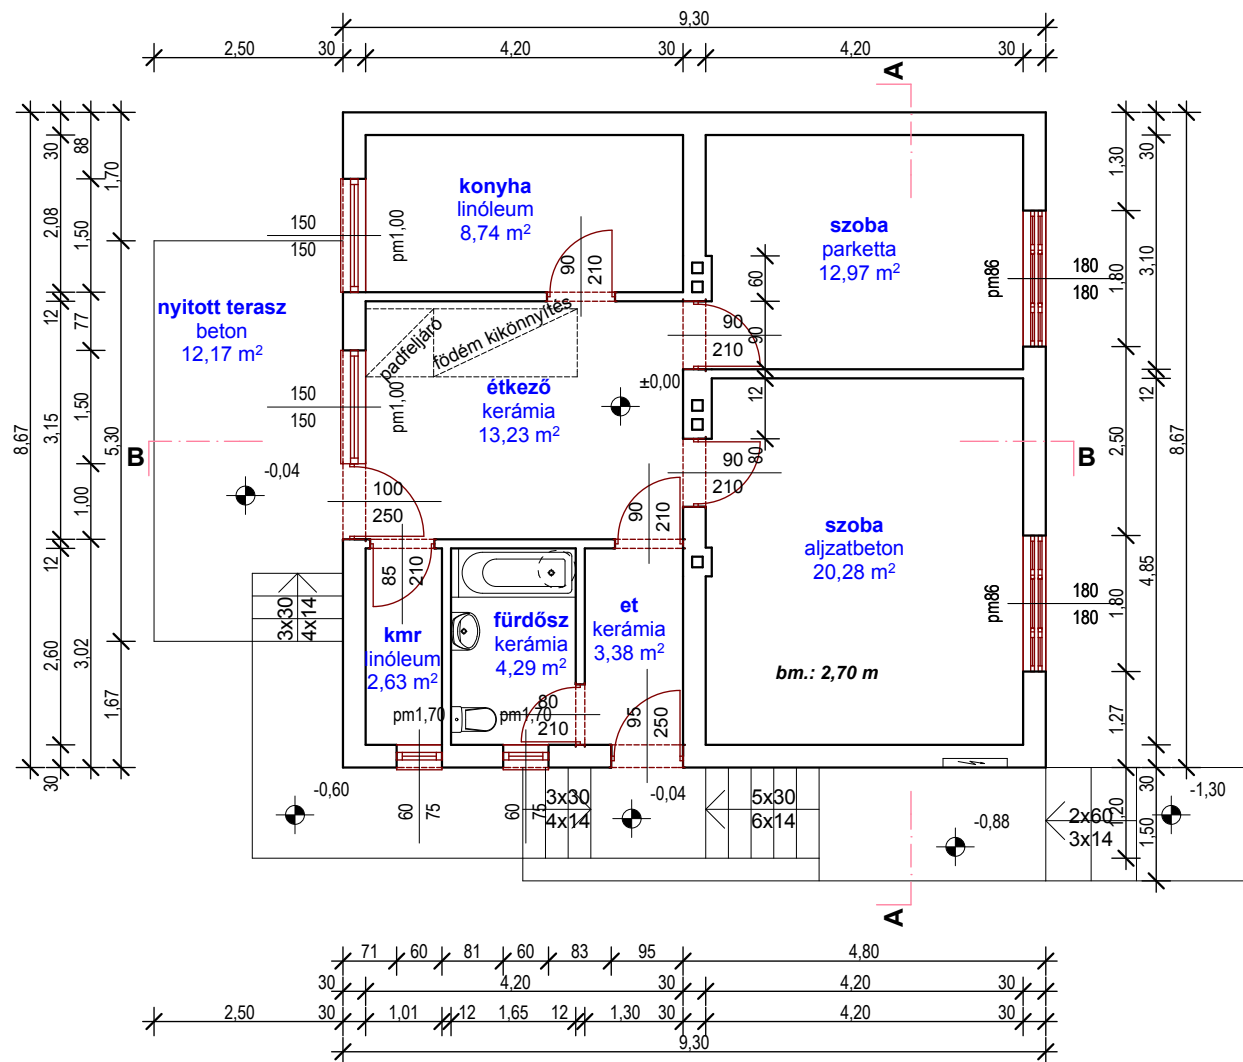 9,30
2,50
30
4,20
30
4,20
30
A
8,67
30
2,08
12
3,15
12
2,60
30
88
1,50
77
1,50
1,00
3,02
1,70
5,30
1,67
konyha
linóleum
8,74 m²
150
150
pm1,00
90
210
szoba
parketta
12,97 m²
60
pm86
180
180
1,30
1,80
2,50
1,80
1,27
1,20
30
3,10
12
4,85
30
1,50
8,67
nyitott terasz
beton
12,17 m²
padfeljáró
födém kikönnyítés
90
210
90
12
80
étkező
kerámia
13,23 m²
±0,00
150
150
pm1,00
B
-0,04
100
250
90
210
90
210
B
szoba
aljzatbeton
20,28 m²
pm86
180
180
85
210
3x30
4x14
kmr
linóleum
2,63 m²
fürdősz
kerámia
4,29 m²
et
kerámia
3,38 m²
bm.: 2,70 m
pm1,70
pm1,70
80
210
95
250
-0,60
60
75
60
75
3x30
4x14
-0,04
5x30
6x14
-0,88
2x60
3x14
-1,30
A
71
60
81
60
83
95
4,80
30
4,20
30
4,20
30
2,50
30
1,01
12
1,65
12
1,30
30
4,20
30
9,30